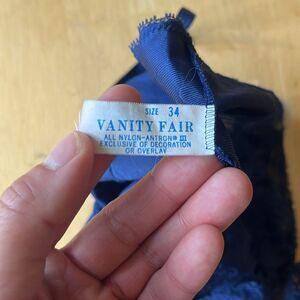 SIZE 34
VANITY FAIR
ALL NYLON-ANTRON III
EXCLUSIVE OF DECORATION
OR OVERLAY